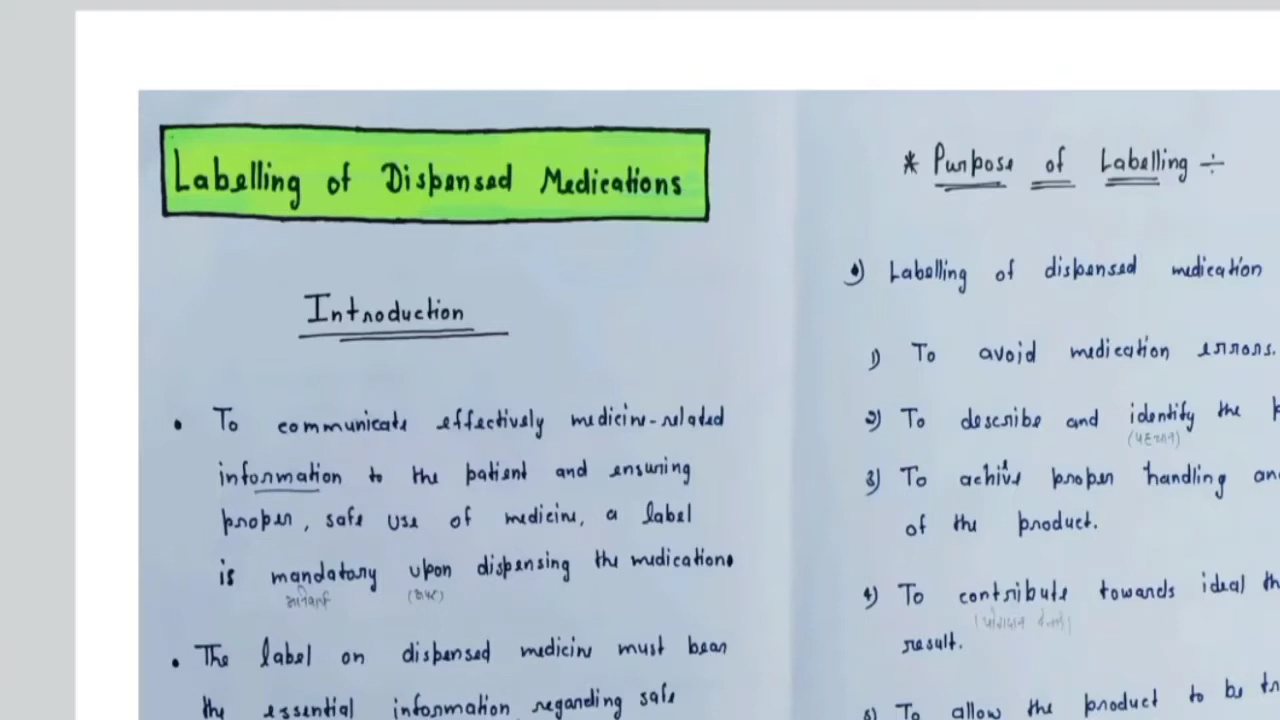 Labelling of Dispensed Medications
Introduction
• To communicate effectively medicine-related
information to the patient and ensuring
proper, safe use of medicine, a label
is mandatory upon dispensing the medication.
अनिवार्य
• The label on dispensed medicine must bear
the essential information regarding safe
* Purpose of Labelling ÷
Labelling of dispensed medication
1) To avoid medication errors.
2) To describe and identify the
3) To achive proper handling
of the product.
4) To contribute towards ideal
result.
5) To allow the product to be